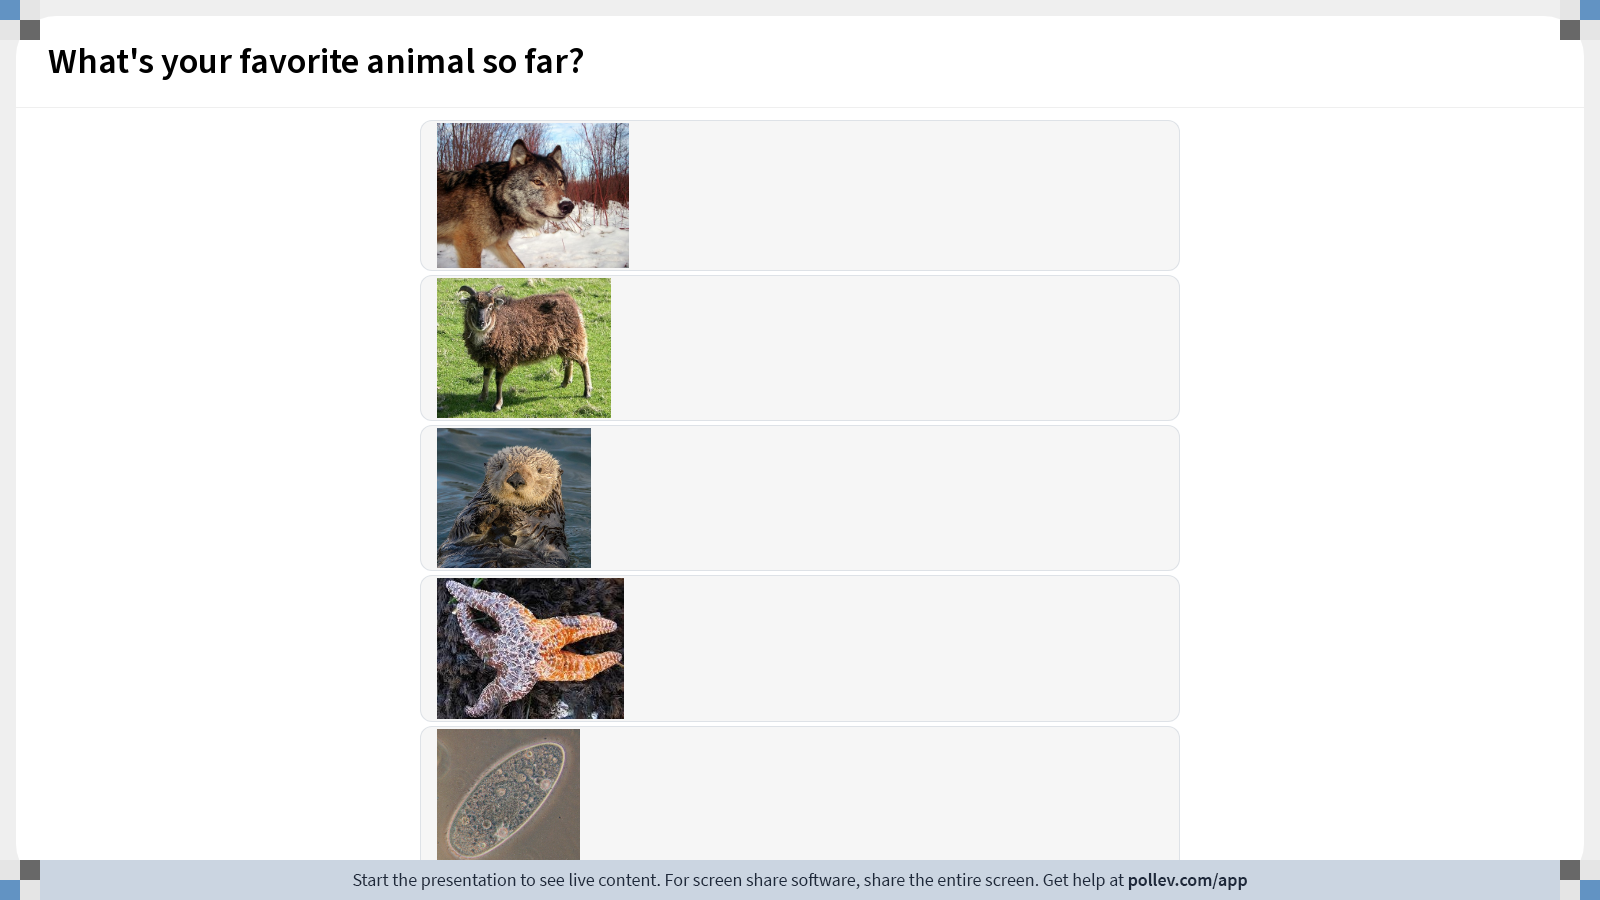 What's your favorite animal so far?
Start the presentation to see live content. For screen share software, share the entire screen. Get help at pollev.com/app